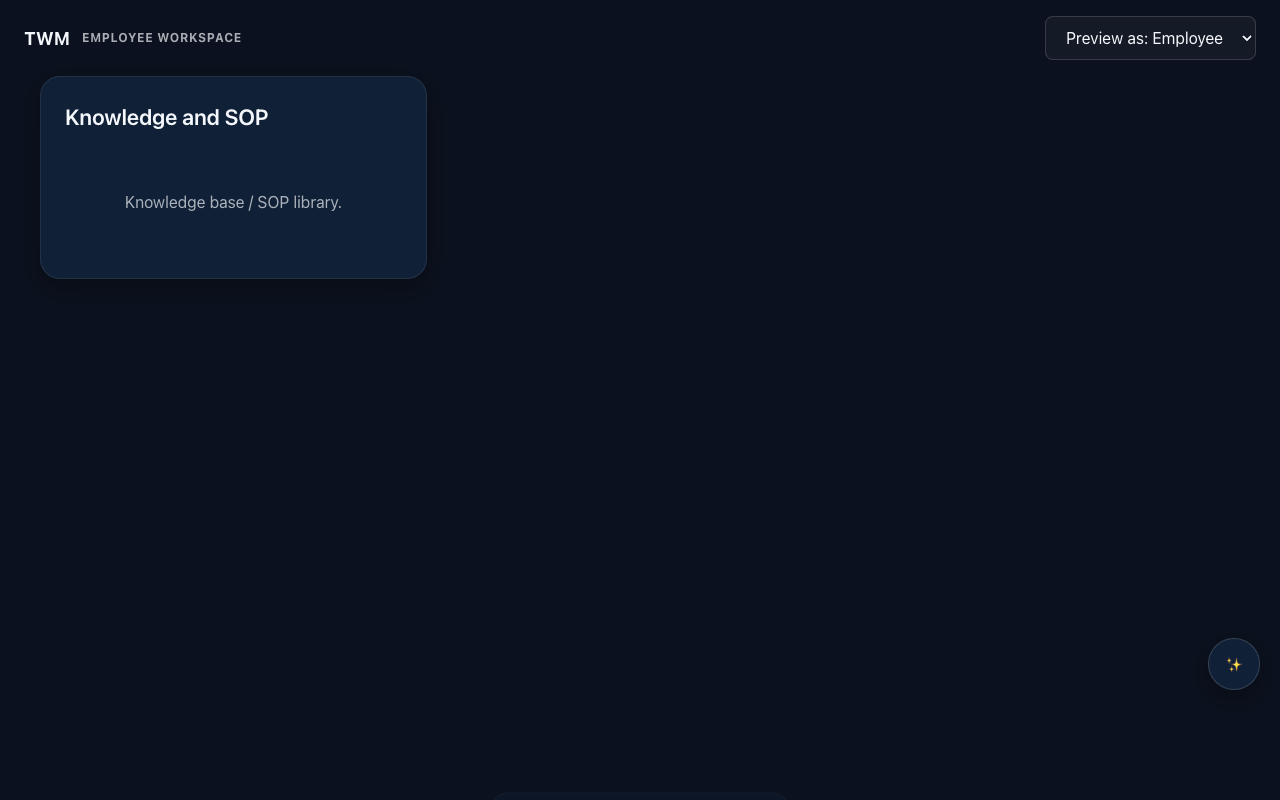 TWM EMPLOYEE WORKSPACE
Preview as: Employee
Knowledge and SOP
Knowledge base / SOP library.